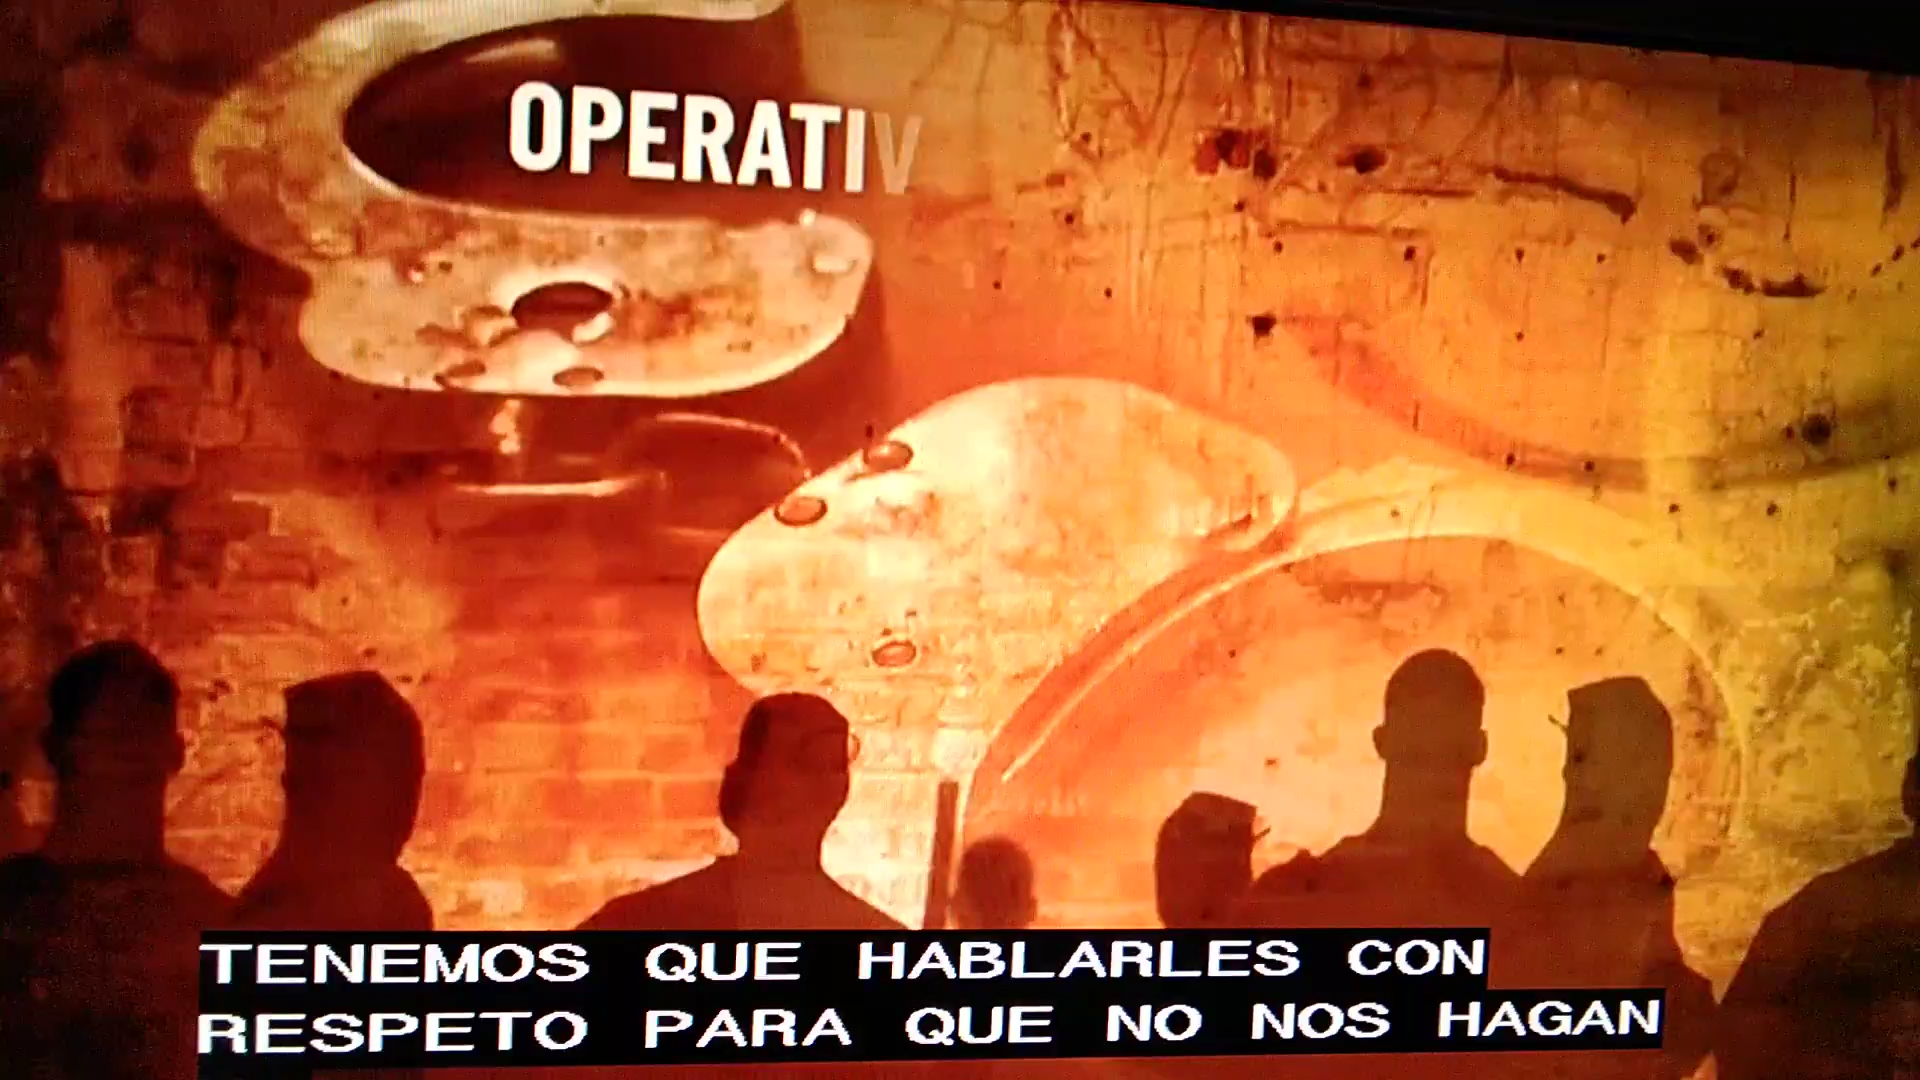 OPERATIV
TENEMOS QUE HABLARLES CON
RESPETO PARA QUE NO NOS HAGAN